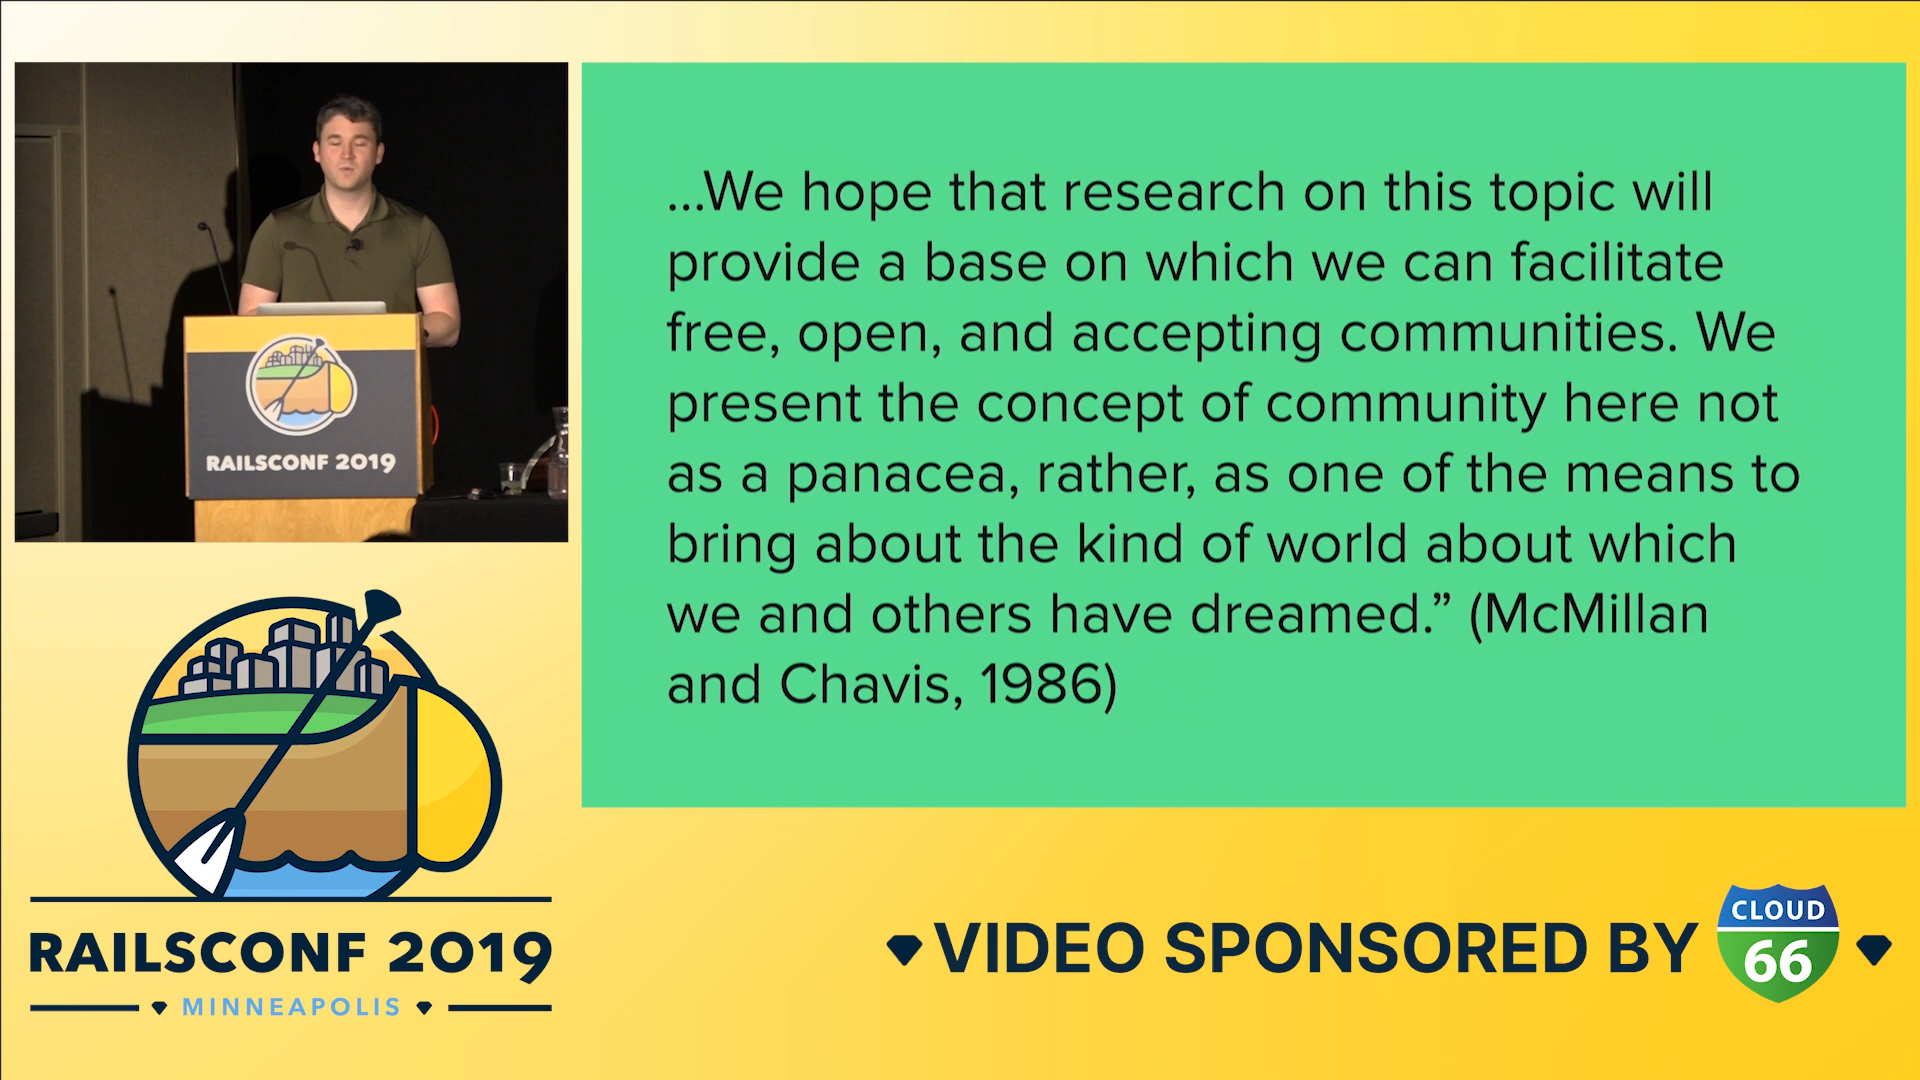 ...We hope that research on this topic will
provide a base on which we can facilitate
free, open, and accepting communities. We
present the concept of community here not
as a panacea, rather, as one of the means to
bring about the kind of world about which
we and others have dreamed.” (McMillan
and Chavis, 1986)
RAILSCONF 2019
RAILSCONF 2019
MINNEAPOLIS
VIDEO SPONSORED BY
CLOUD
66